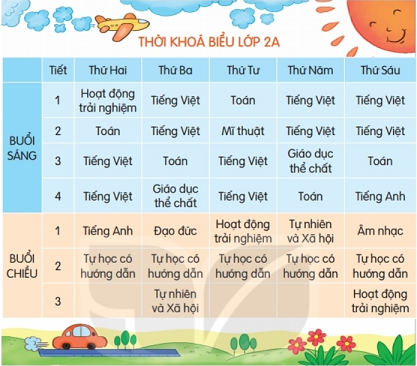 THỜI KHOÁ BIỂU LỚP 2A
Tiết Thứ Hai Thứ Ba Thứ Tư Thứ Năm Thứ Sáu
BUỔI SÁNG
1 Hoạt động trải nghiệm Tiếng Việt Toán Tiếng Việt Tiếng Việt
2 Toán Tiếng Việt Mĩ thuật Tiếng Việt Tiếng Việt
3 Tiếng Việt Toán Tiếng Việt Giáo dục thể chất Toán
4 Tiếng Việt Giáo dục thể chất Tiếng Việt Toán Tiếng Anh
BUỔI CHIỀU
1 Tiếng Anh Đạo đức Hoạt động trải nghiệm Tự nhiên và Xã hội Âm nhạc
2 Tự học có hướng dẫn Tự học có hướng dẫn Tự học có hướng dẫn Tự học có hướng dẫn Tự học có hướng dẫn
3 Tự nhiên và Xã hội Hoạt động trải nghiệm